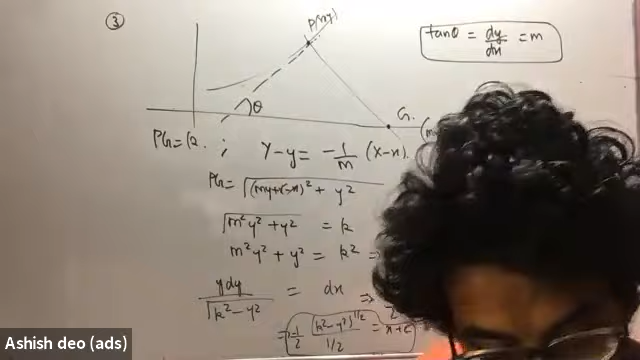 ③
P(x,y)
tanθ = dy/dx = m
θ
G
PG = k ; Y-y = -1/m (X-x)
PG = √((my+x-x)² + y²)
√(m²y² + y²) = k
m²y² + y² = k² ⇒
ydy/√(k²-y²) = dx ⇒
⇒ -1/2 (k²-y²)^1/2 / 1/2 = x+c
Ashish deo (ads)